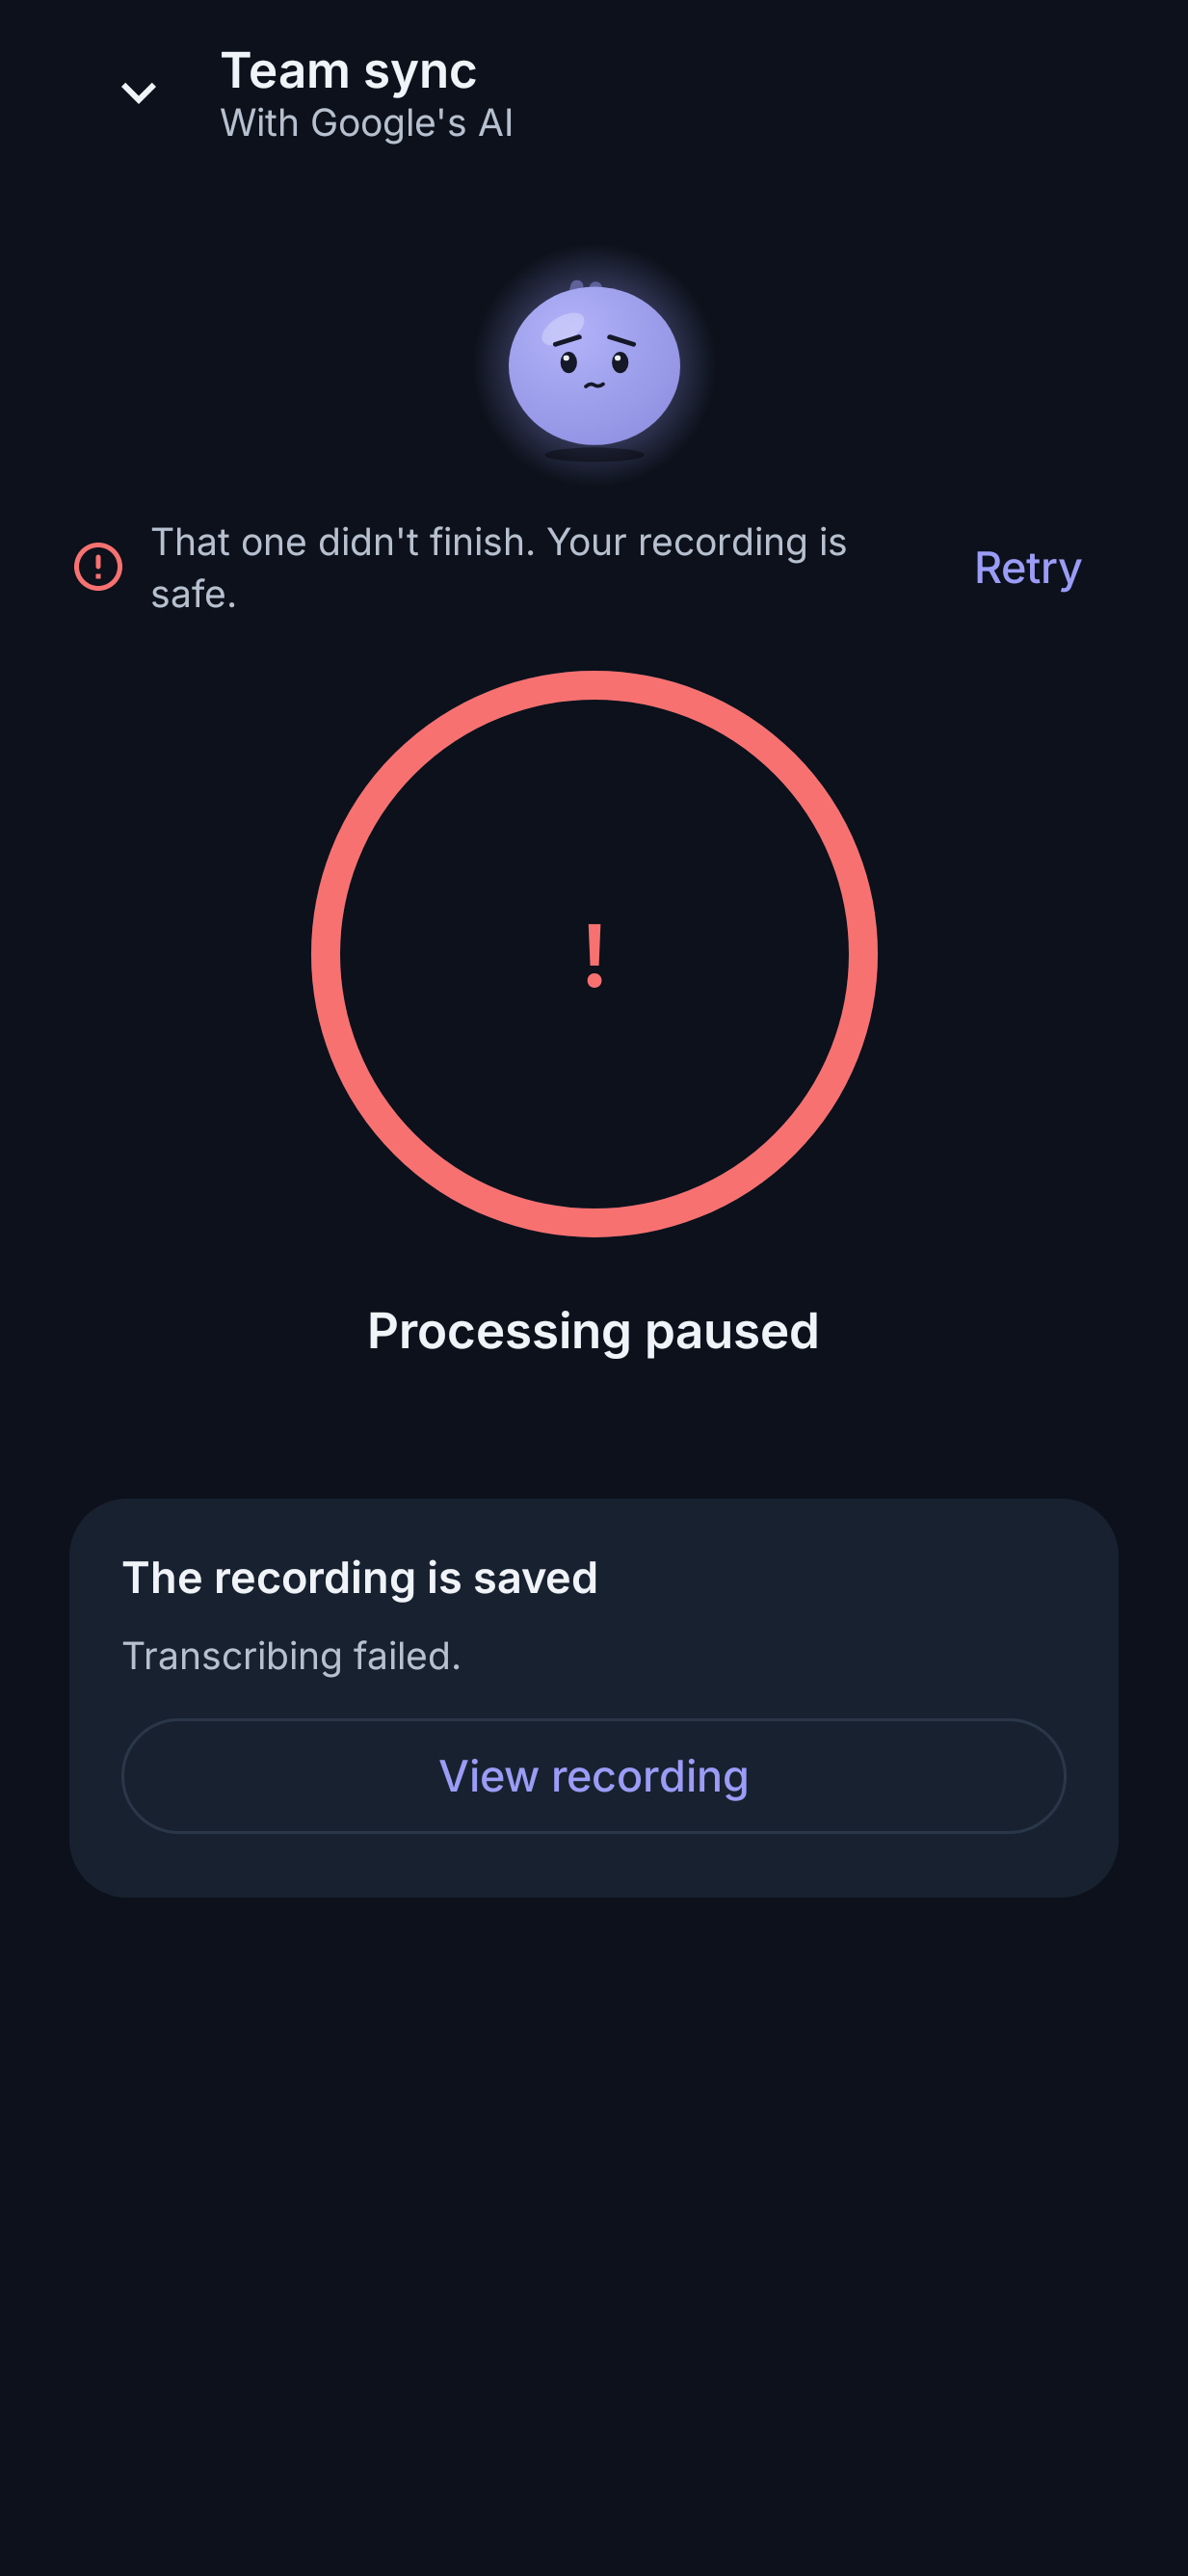 Team sync
With Google's AI
That one didn't finish. Your recording is
safe.
Retry
!
Processing paused
The recording is saved
Transcribing failed.
View recording